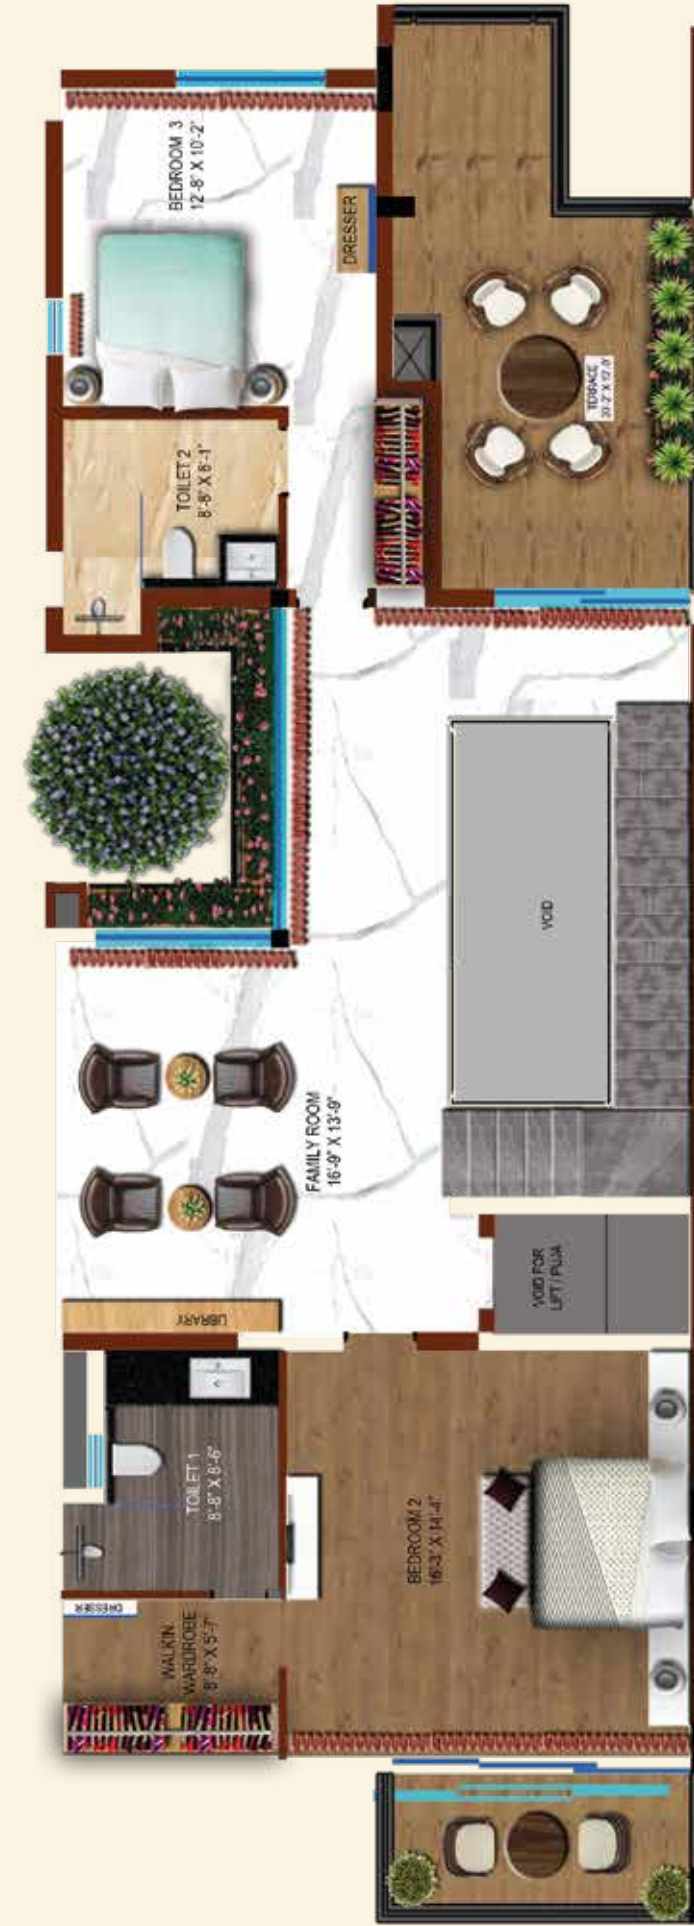 BEDROOM 3
12'-8" X 10'-2"
DRESSER
TOILET 2
8'-8" X 8'-1"
TERRACE
VOID
FAMILY ROOM
16'-9" X 13'-9"
VOID FOR
LIFT / PUJA
LIBRARY
TOILET 1
8'-8" X 8'-6"
BEDROOM 2
16'-3" X 14'-4"
DRESSER
WALKIN
WARDROBE
8'-8" X 5'-7"